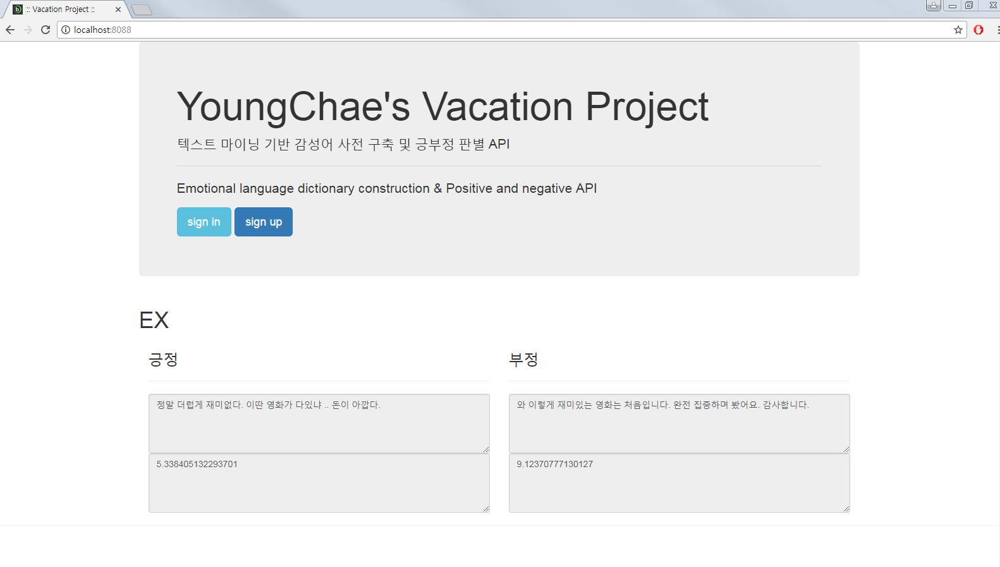 :: Vacation Project ::
localhost:8088
YoungChae's Vacation Project
텍스트 마이닝 기반 감성어 사전 구축 및 긍부정 판별 API
Emotional language dictionary construction & Positive and negative API
sign in sign up
EX
긍정
정말 더럽게 재미없다. 이딴 영화가 다있냐 .. 돈이 아깝다.
5.338405132293701
부정
와 이렇게 재미있는 영화는 처음입니다. 완전 집중하며 봤어요. 감사합니다.
9.12370777130127